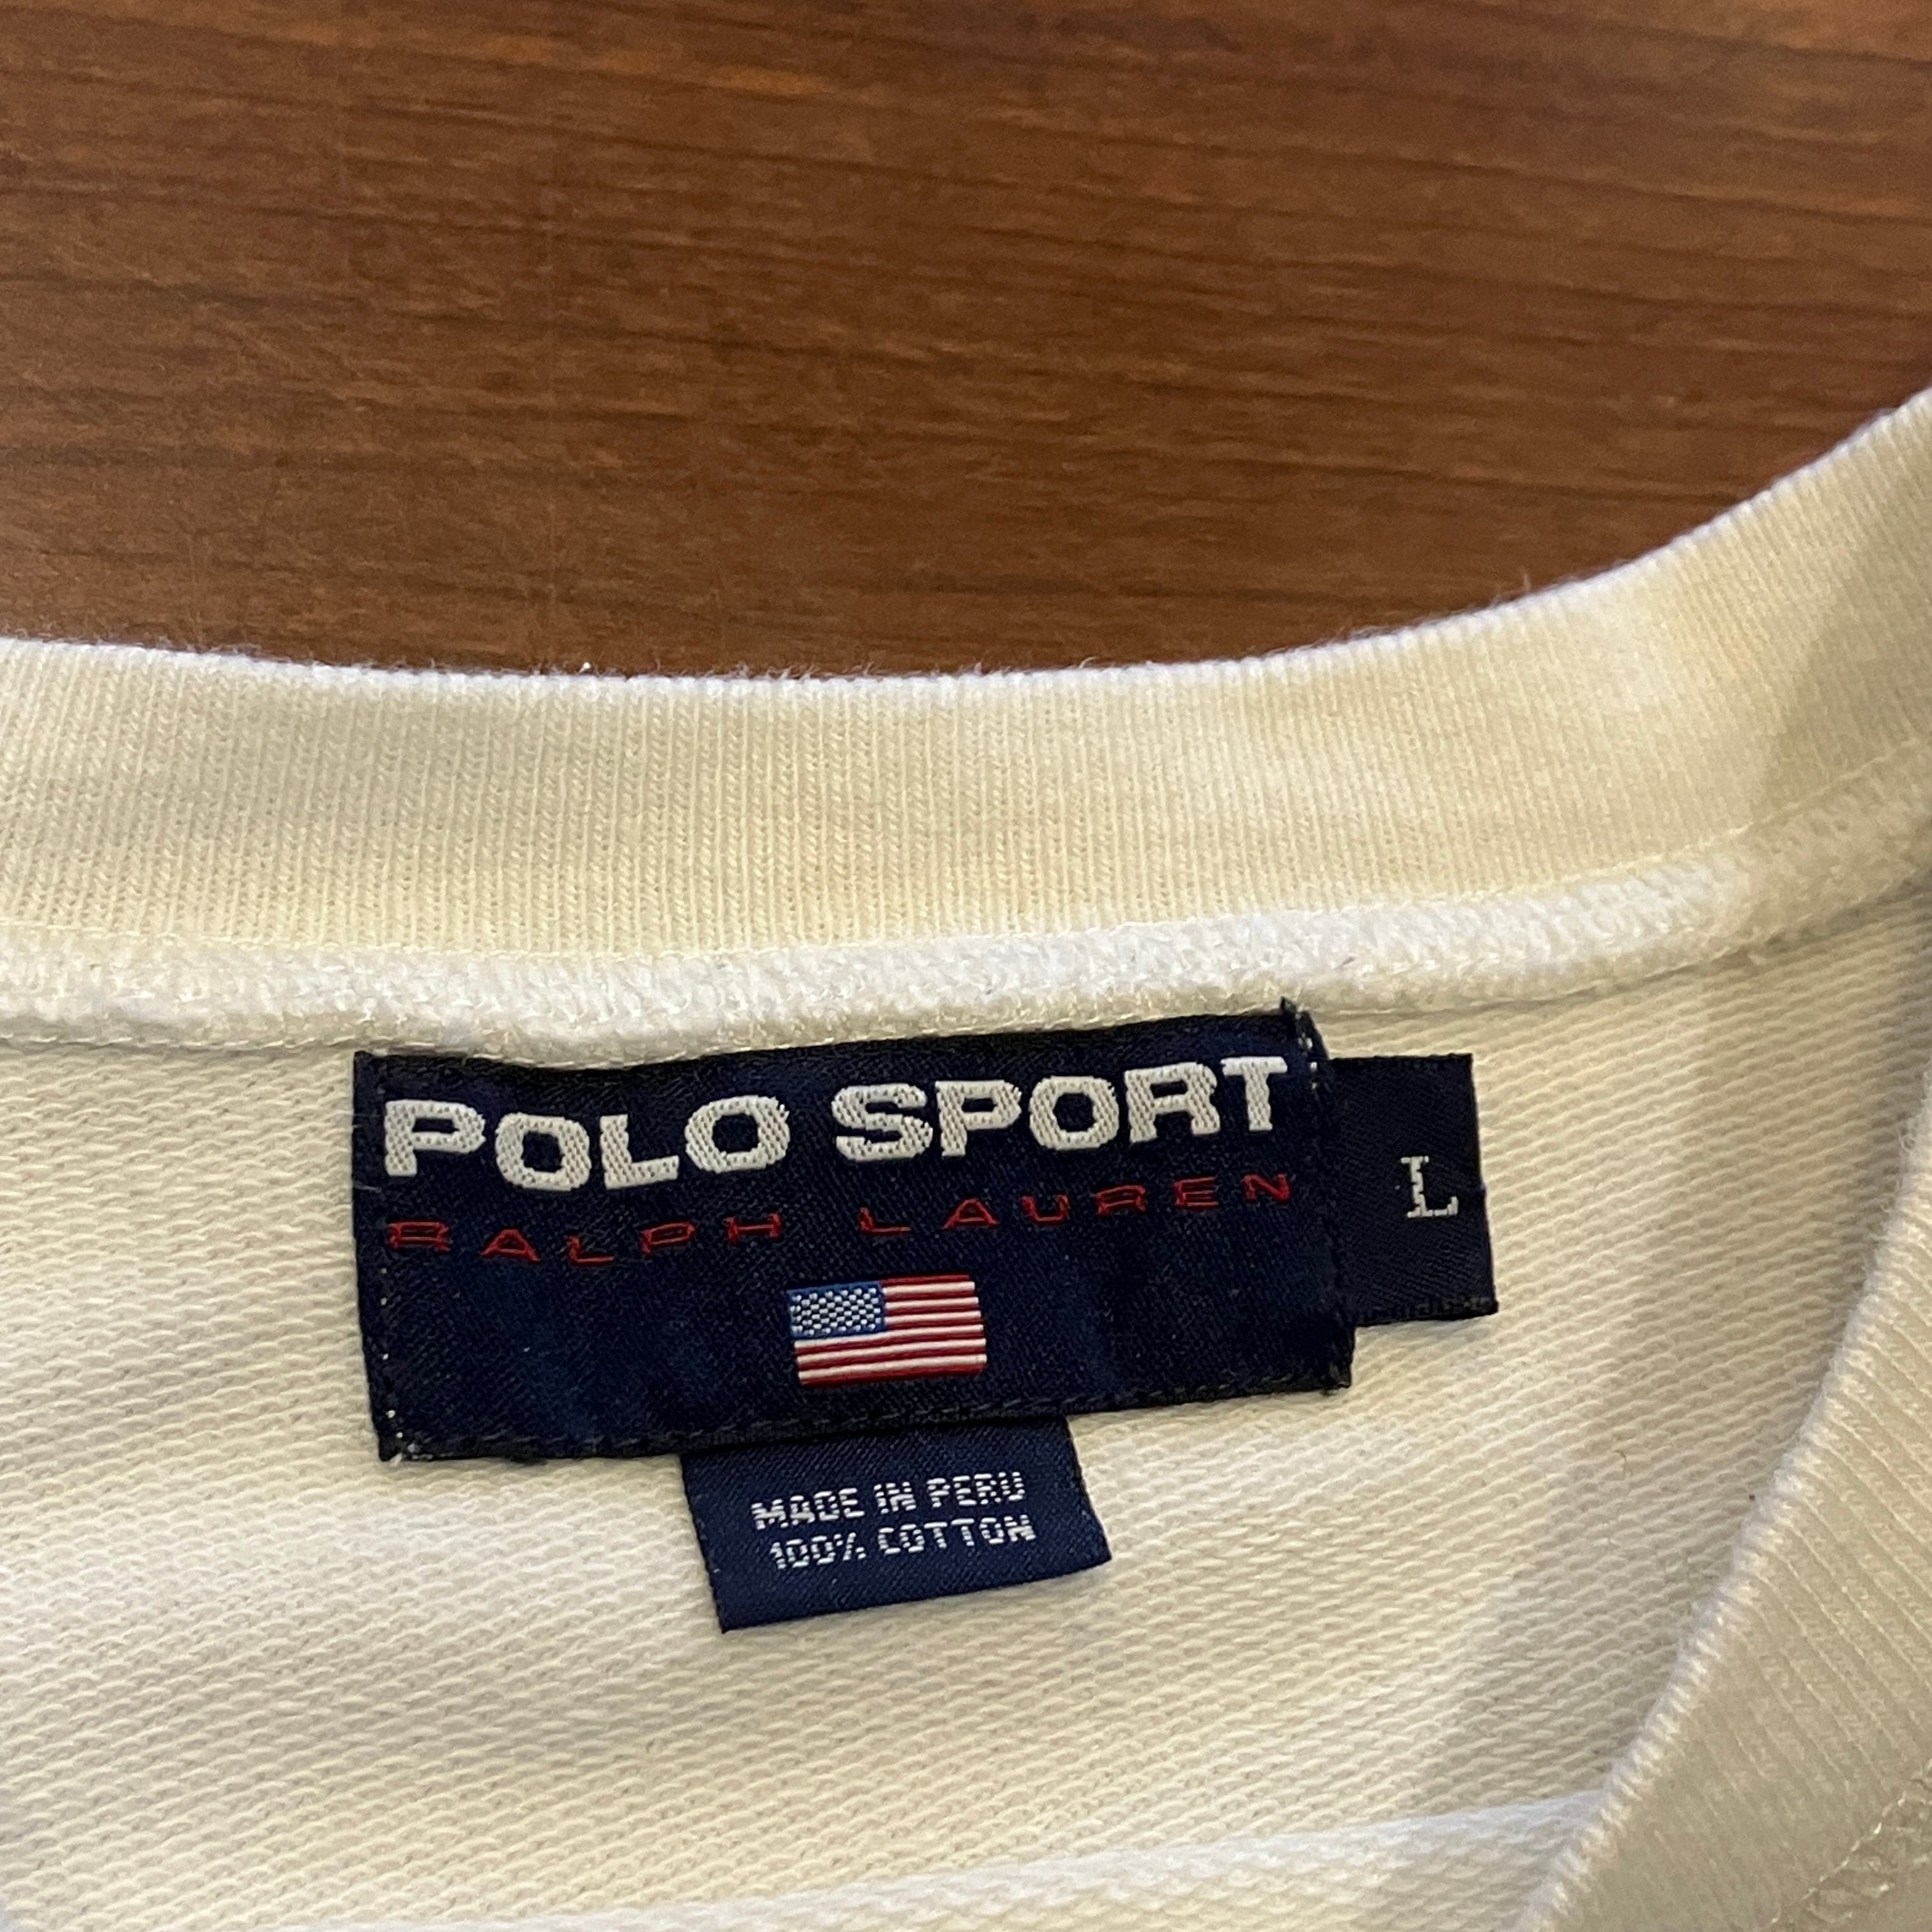 POLO SPORT
RALPH LAUREN
L
MADE IN PERU
100% COTTON